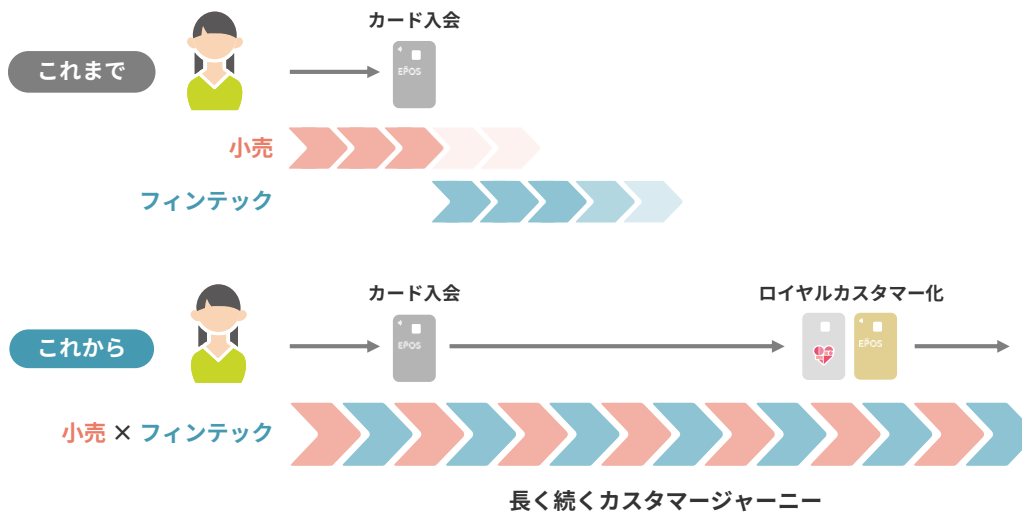 カード入会
これまで
EPOS
小売
フィンテック
カード入会
ロイヤルカスタマー化
これから
EPOS
EPOS
小売 × フィンテック
長く続くカスタマージャーニー